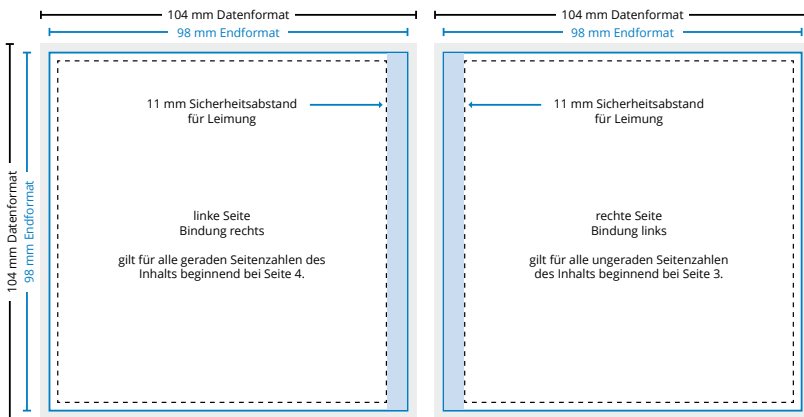 104 mm Datenformat
98 mm Endformat
104 mm Datenformat
98 mm Endformat
11 mm Sicherheitsabstand
für Leimung
linke Seite
Bindung rechts
gilt für alle geraden Seitenzahlen des
Inhalts beginnend bei Seite 4.
104 mm Datenformat
98 mm Endformat
11 mm Sicherheitsabstand
für Leimung
rechte Seite
Bindung links
gilt für alle ungeraden Seitenzahlen
des Inhalts beginnend bei Seite 3.